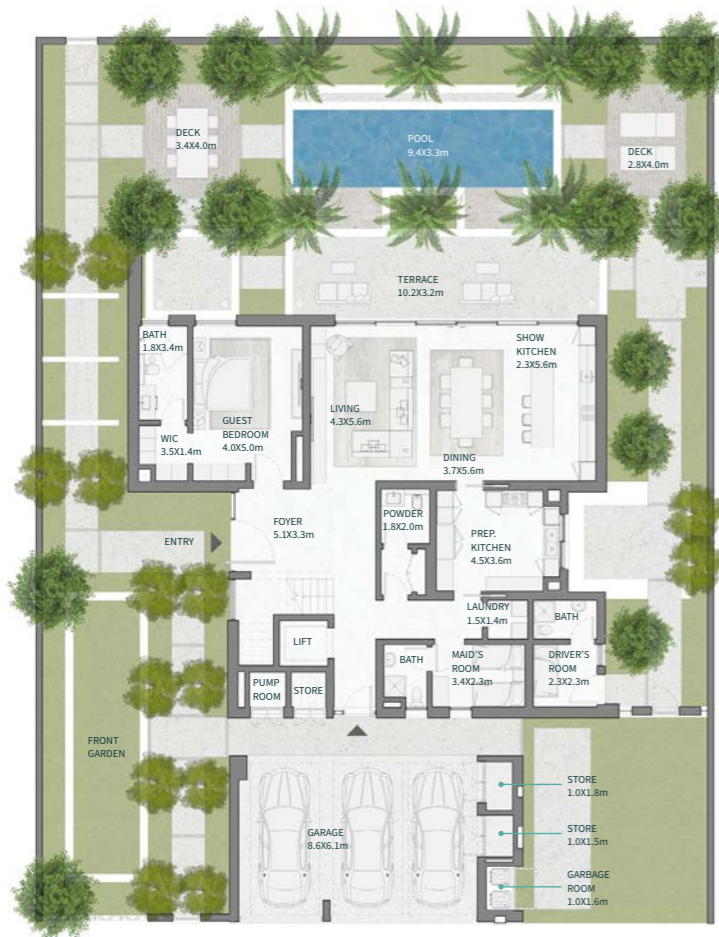 DECK
3.4X4.0m
POOL
9.4X3.3m
DECK
2.8X4.0m
TERRACE
10.2X3.2m
BATH
1.8X3.4m
SHOW
KITCHEN
2.3X5.6m
GUEST
BEDROOM
4.0X5.0m
LIVING
4.3X5.6m
WIC
3.5X1.4m
DINING
3.7X5.6m
FOYER
5.1X3.3m
POWDER
1.8X2.0m
ENTRY
PREP.
KITCHEN
4.5X3.6m
LAUNDRY
1.5X1.4m
BATH
LIFT
BATH
MAID'S
ROOM
3.4X2.3m
DRIVER'S
ROOM
2.3X2.3m
PUMP
ROOM
STORE
FRONT
GARDEN
STORE
1.0X1.8m
GARAGE
8.6X6.1m
STORE
1.0X1.5m
GARBAGE
ROOM
1.0X1.6m